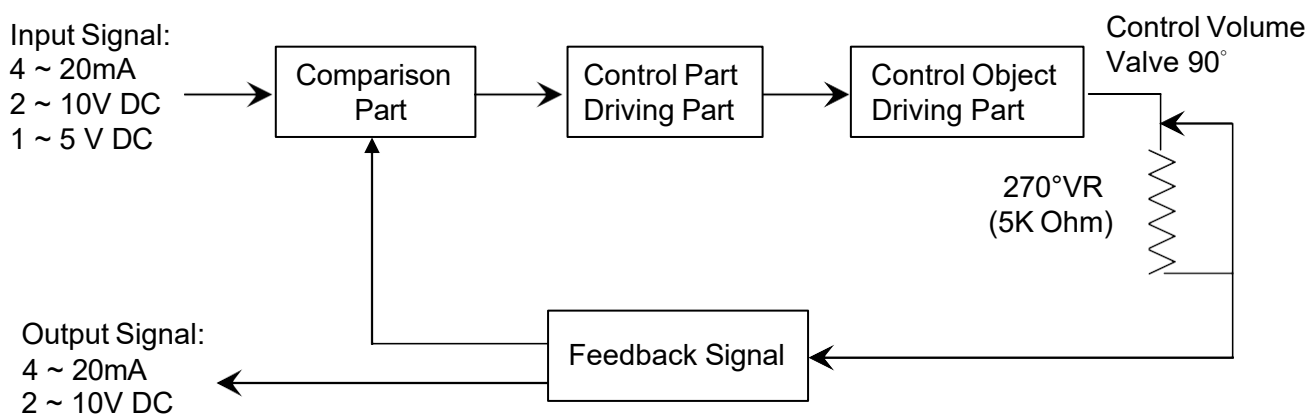 Input Signal:
4 ~ 20mA
2 ~ 10V DC
1 ~ 5 V DC
Comparison
Part
Control Part
Driving Part
Control Object
Driving Part
Control Volume
Valve 90°
270°VR
(5K Ohm)
Feedback Signal
Output Signal:
4 ~ 20mA
2 ~ 10V DC